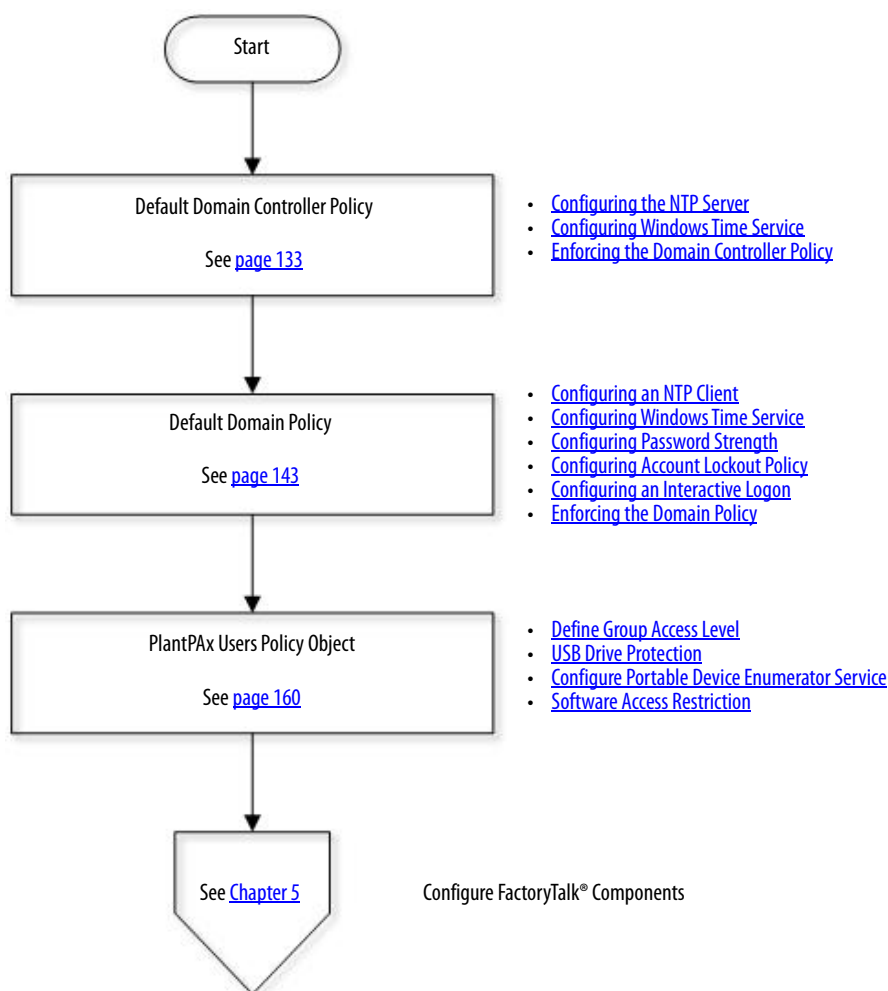 Start
Default Domain Controller Policy
See page 133
• Configuring the NTP Server
• Configuring Windows Time Service
• Enforcing the Domain Controller Policy
Default Domain Policy
See page 143
• Configuring an NTP Client
• Configuring Windows Time Service
• Configuring Password Strength
• Configuring Account Lockout Policy
• Configuring an Interactive Logon
• Enforcing the Domain Policy
PlantPAx Users Policy Object
See page 160
• Define Group Access Level
• USB Drive Protection
• Configure Portable Device Enumerator Service
• Software Access Restriction
See Chapter 5
Configure FactoryTalk® Components